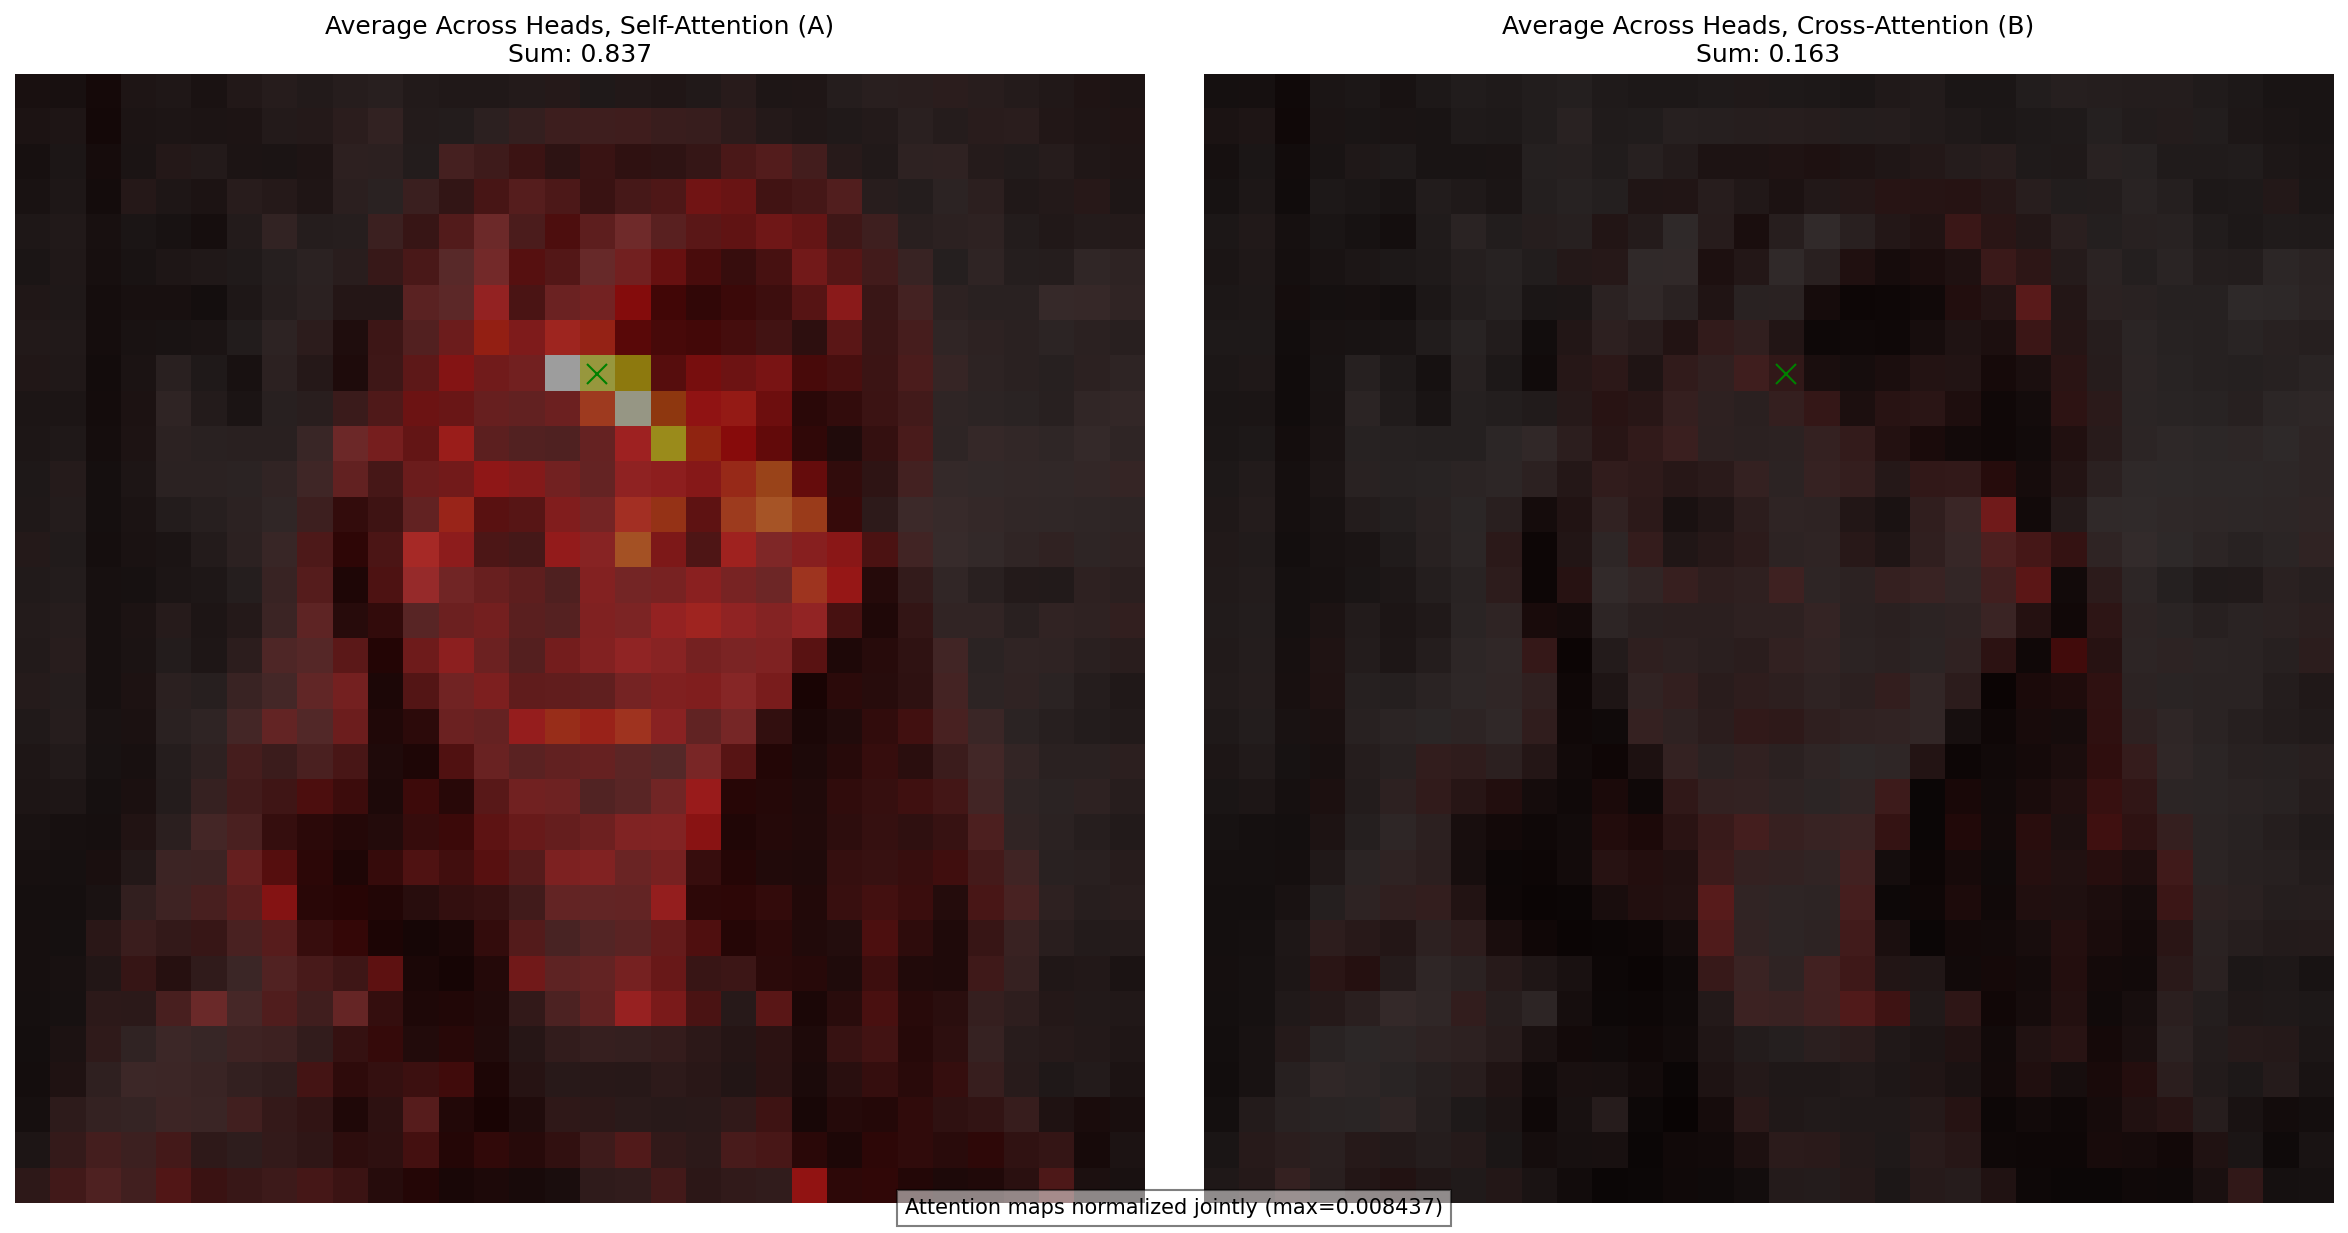 Average Across Heads, Self-Attention (A)
Sum: 0.837
Average Across Heads, Cross-Attention (B)
Sum: 0.163
Attention maps normalized jointly (max=0.008437)